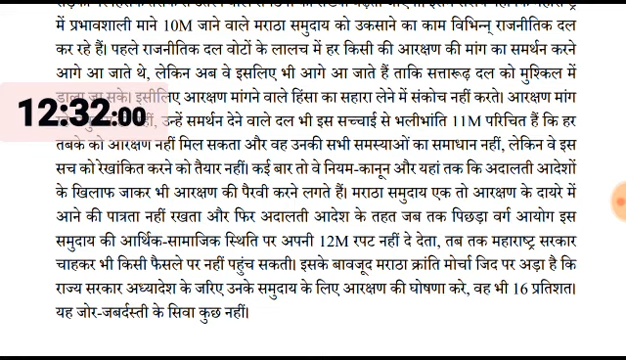 में प्रभावशाली माने 10M जाने वाले मराठा समुदाय को उकसाने का काम विभिन्न राजनीतिक दल
कर रहे हैं। पहले राजनीतिक दल वोटों के लालच में हर किसी की आरक्षण की मांग का समर्थन करने
आगे आ जाते थे, लेकिन अब वे इसलिए भी आगे आ जाते हैं ताकि सत्तारूढ़ दल को मुश्किल में
डाला जा सके। इसीलिए आरक्षण मांगने वाले हिंसा का सहारा लेने में संकोच नहीं करते। आरक्षण मांग
12:32:00
उन्हें समर्थन देने वाले दल भी इस सच्चाई से भलीभांति 11M परिचित हैं कि हर
तबके को आरक्षण नहीं मिल सकता और वह उनकी सभी समस्याओं का समाधान नहीं, लेकिन वे इस
सच को रेखांकित करने को तैयार नहीं। कई बार तो वे नियम-कानून और यहां तक कि अदालती आदेशों
के खिलाफ जाकर भी आरक्षण की पैरवी करने लगते हैं। मराठा समुदाय एक तो आरक्षण के दायरे में
आने की पात्रता नहीं रखता और फिर अदालती आदेश के तहत जब तक पिछड़ा वर्ग आयोग इस
समुदाय की आर्थिक-सामाजिक स्थिति पर अपनी 12M रपट नहीं दे देता, तब तक महाराष्ट्र सरकार
चाहकर भी किसी फैसले पर नहीं पहुंच सकती। इसके बावजूद मराठा क्रांति मोर्चा जिद पर अड़ा है कि
राज्य सरकार अध्यादेश के जरिए उनके समुदाय के लिए आरक्षण की घोषणा करे, वह भी 16 प्रतिशत।
यह जोर-जबर्दस्ती के सिवा कुछ नहीं।